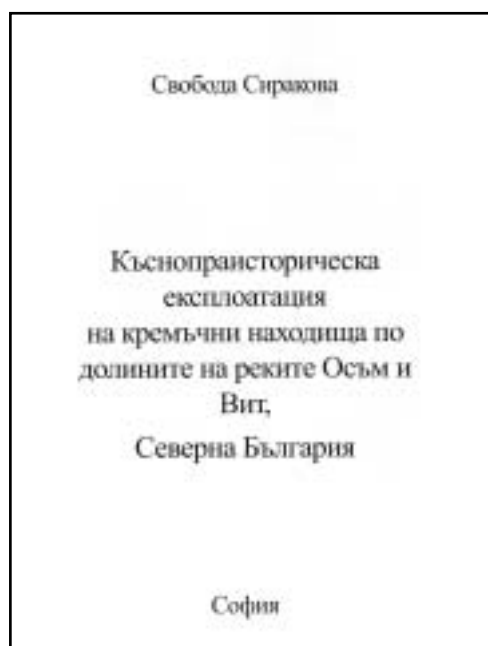 Свобода Сиракова
Къснопраисторическа
експлоатация
на кремъчни находища по
долините на реките Осъм и
Вит,
Северна България
София